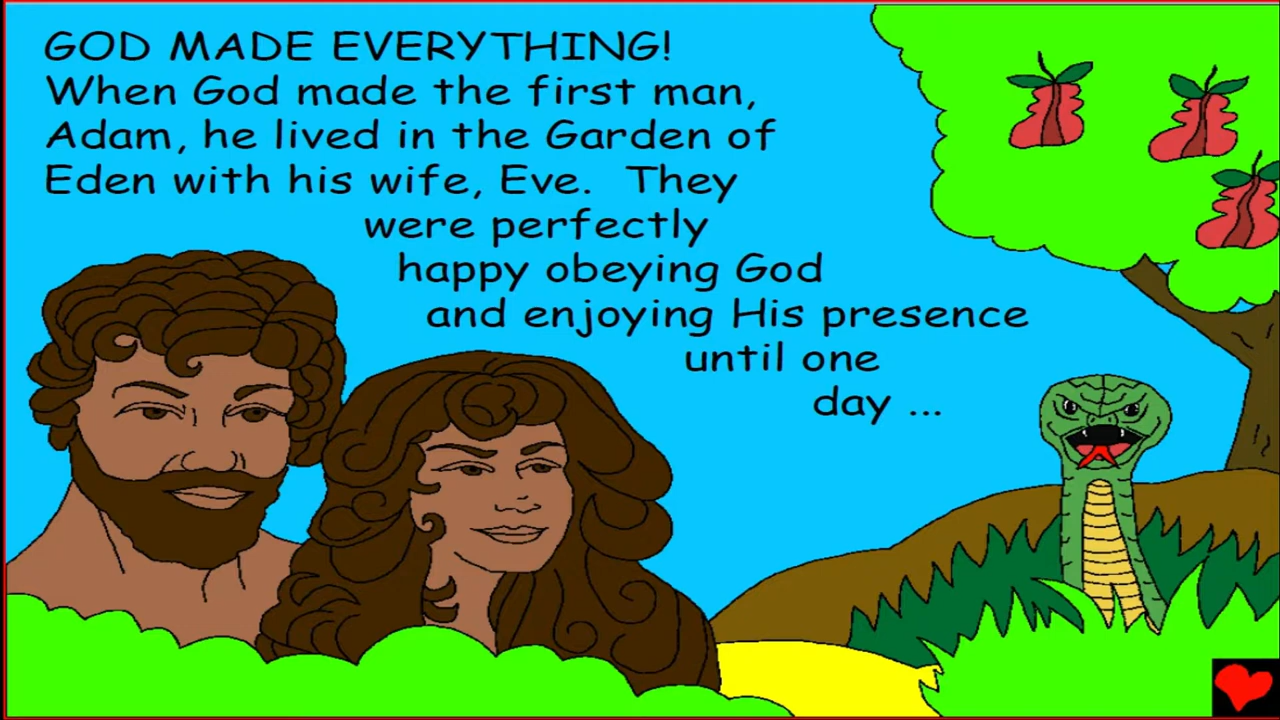 GOD MADE EVERYTHING!
When God made the first man,
Adam, he lived in the Garden of
Eden with his wife, Eve. They
were perfectly
happy obeying God
and enjoying His presence
until one
day ...